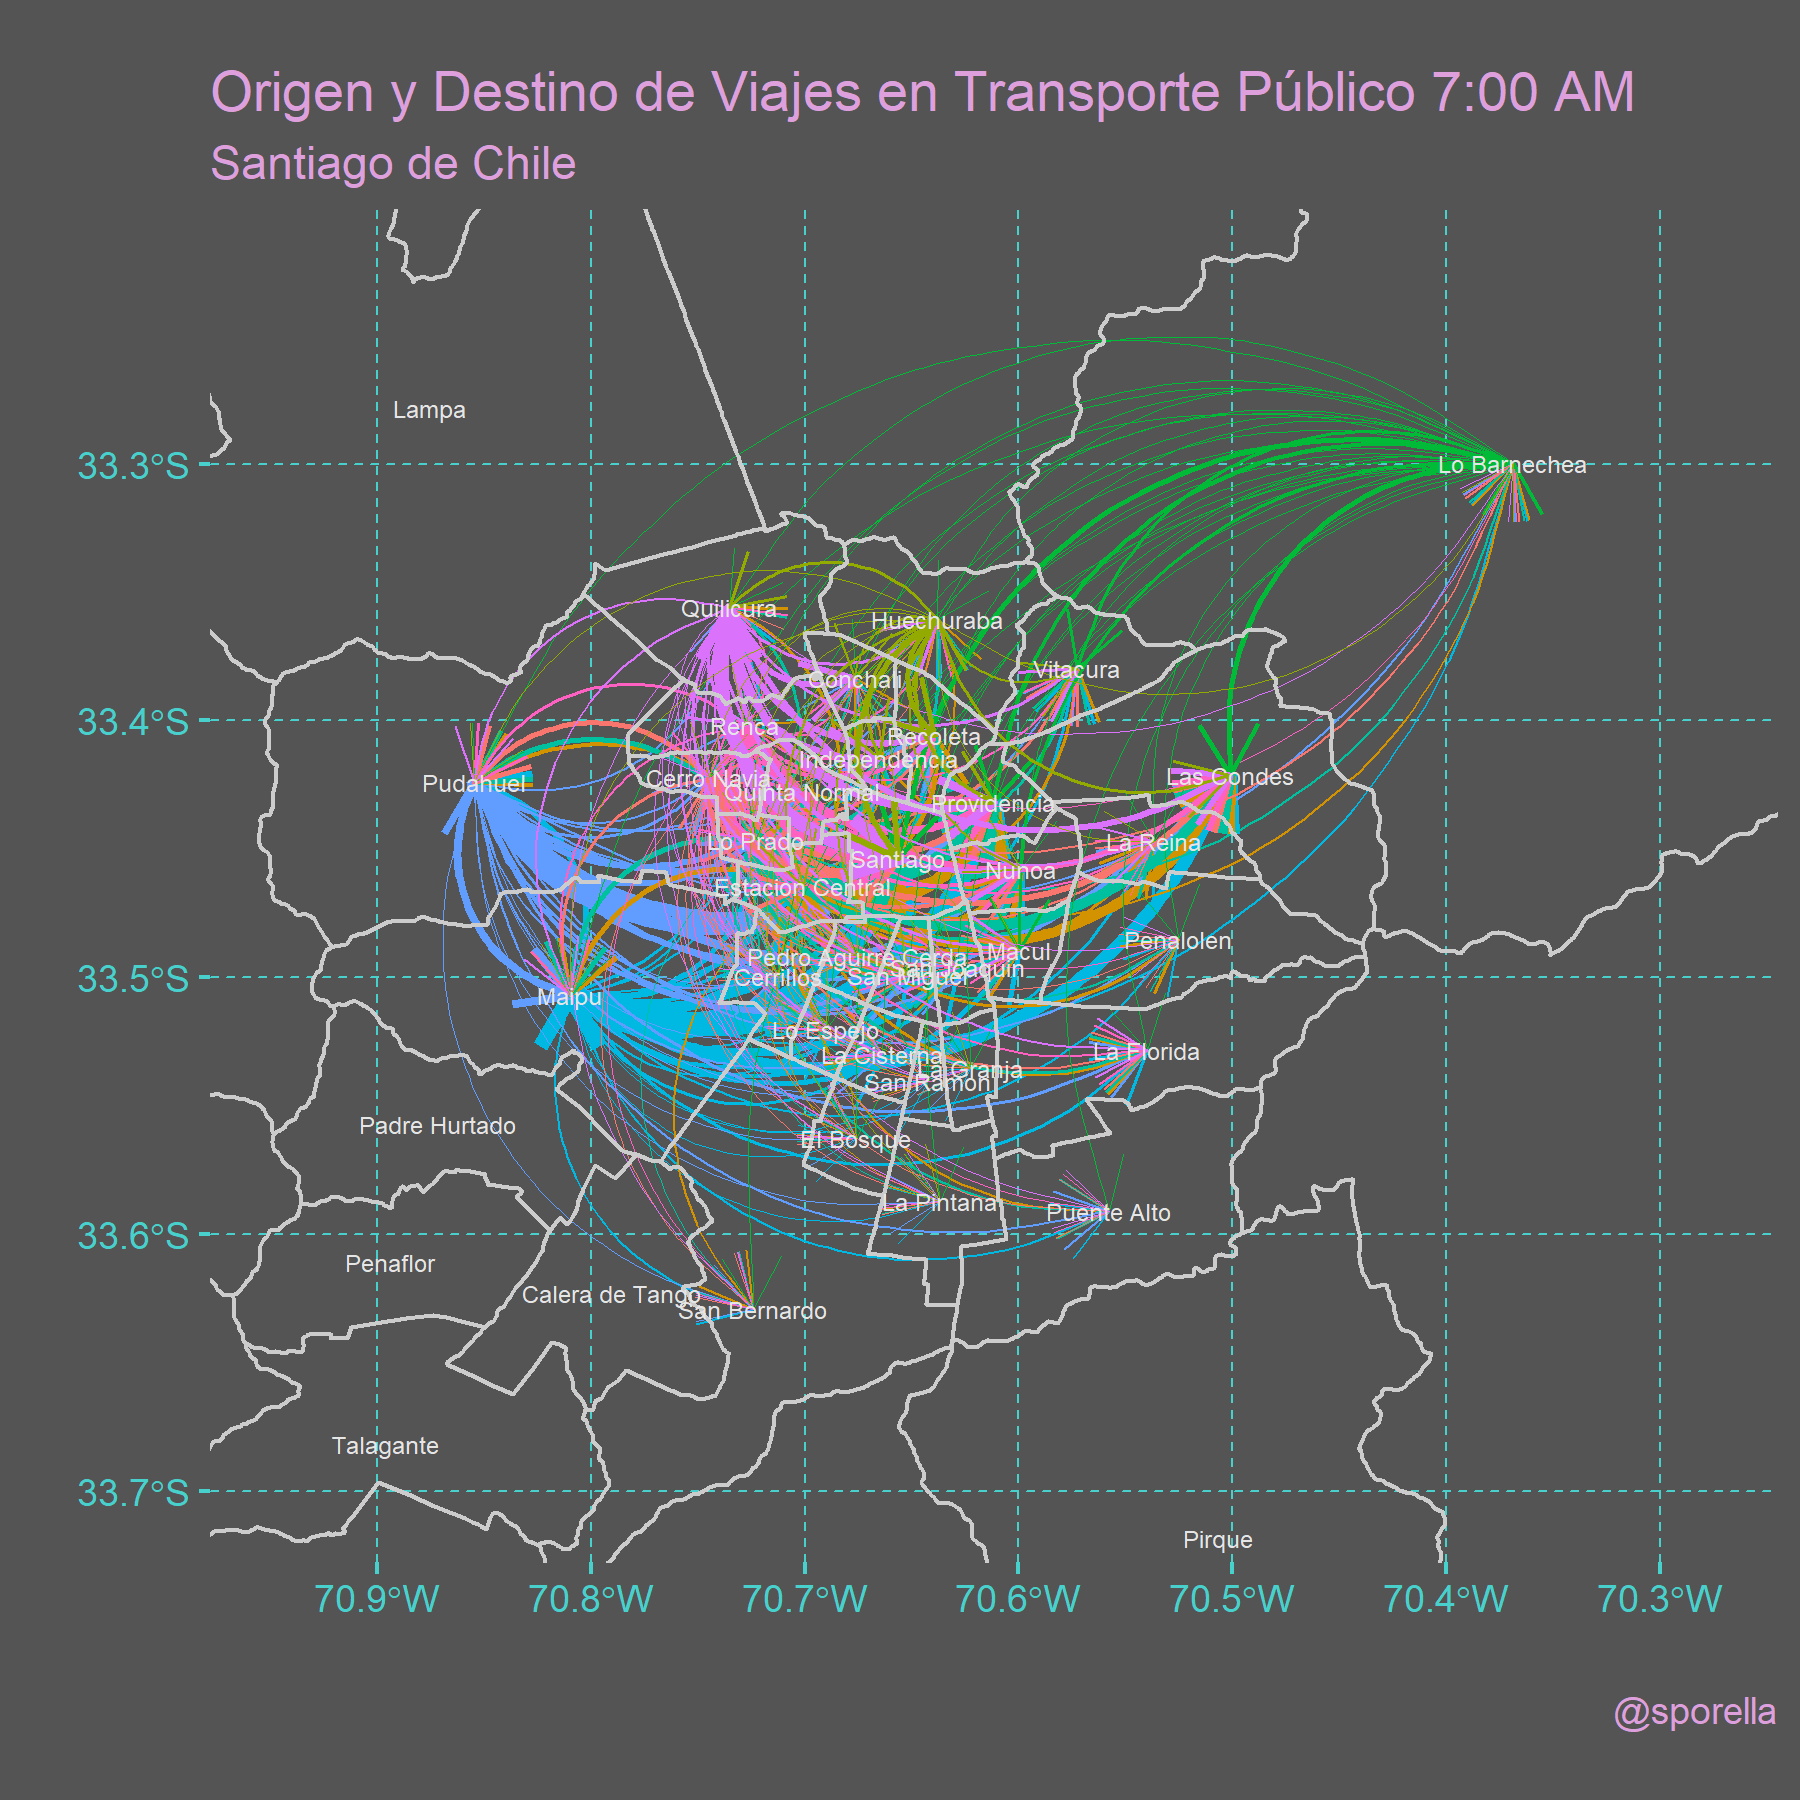 Origen y Destino de Viajes en Transporte Público 7:00 AM
Santiago de Chile
Lampa
33.3°S
Lo Barnechea
Quilicura
Huechuraba
Vitacura
Conchali
33.4°S
Renca
Recoleta
Independencia
Cerro Navia
Las Condes
Pudahuel
Quinta Normal
Providencia
Lo Prado
La Reina
Santiago
Nunoa
Estacion Central
Penalolen
Macul
Pedro Aguirre Cerda
San Joaquin
33.5°S
Cerrillos
San Miguel
Maipu
Lo Espejo
La Florida
La Cisterna
La Granja
San Ramon
Padre Hurtado
El Bosque
La Pintana
Puente Alto
33.6°S
Penaflor
Calera de Tango
San Bernardo
Talagante
33.7°S
Pirque
70.9°W 70.8°W 70.7°W 70.6°W 70.5°W 70.4°W 70.3°W
@sporella